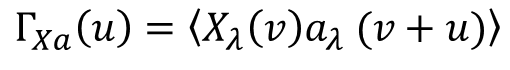 Γ_{Xa}(u) = ⟨X_λ(v)a_λ (v + u)⟩